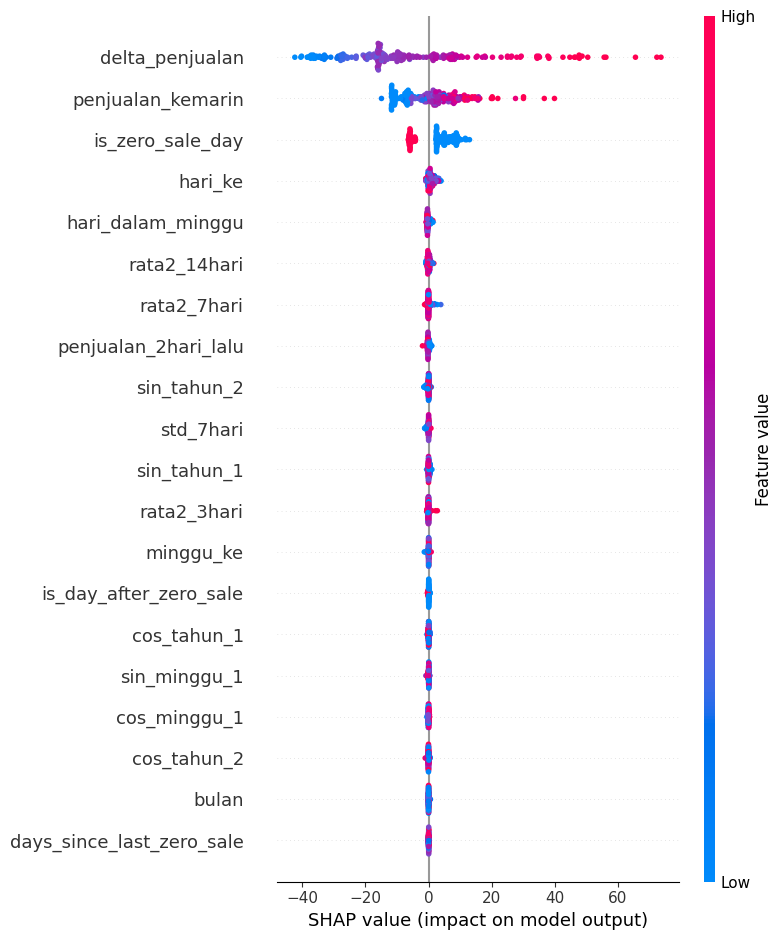 High
delta_penjualan
penjualan_kemarin
is_zero_sale_day
hari_ke
hari_dalam_minggu
rata2_14hari
rata2_7hari
penjualan_2hari_lalu
sin_tahun_2
std_7hari
sin_tahun_1
rata2_3hari
minggu_ke
is_day_after_zero_sale
cos_tahun_1
sin_minggu_1
cos_minggu_1
cos_tahun_2
bulan
days_since_last_zero_sale
Feature value
Low
−40 −20 0 20 40 60
SHAP value (impact on model output)